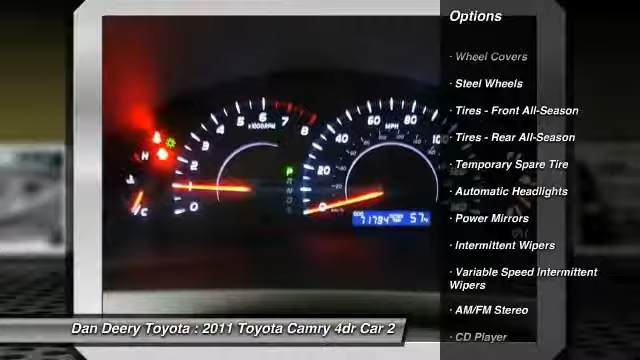 Options
· Wheel Covers
· Steel Wheels
· Tires - Front All-Season
· Tires - Rear All-Season
· Temporary Spare Tire
· Automatic Headlights
· Power Mirrors
· Intermittent Wipers
· Variable Speed Intermittent
Wipers
· AM/FM Stereo
· CD Player
0 1 2 3 4 5 6 7 8
x1000RPM
H
C
P
N
D
S
0 20 40 60 80 100
MPH
ODO 71794
57
Dan Deery Toyota : 2011 Toyota Camry 4dr Car 2